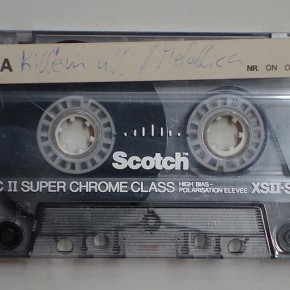 A Kill'em all / Metallica NR. ON O
Scotch
C II SUPER CHROME CLASS HIGH BIAS– POLARISATION ELEVEE XSII-S